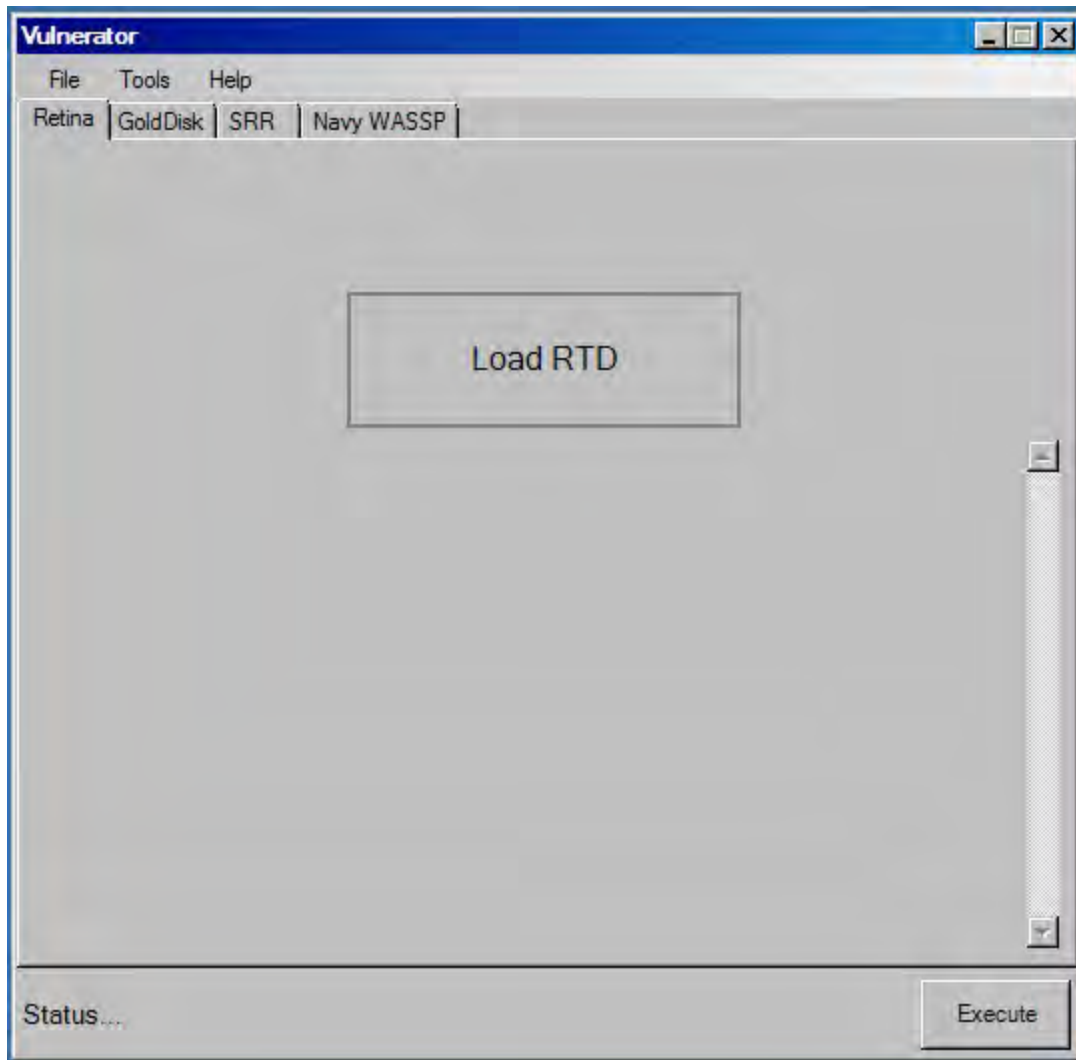 Vulnerator
File Tools Help
Retina GoldDisk SRR Navy WASSP
Load RTD
Status...
Execute